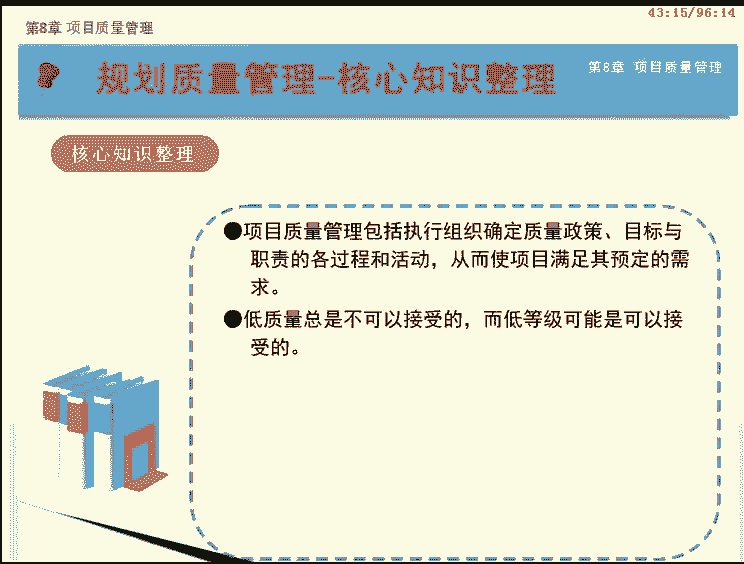 43:15/96:14
第8章 项目质量管理
规划质量管理-核心知识整理
第8章 项目质量管理
核心知识整理
●项目质量管理包括执行组织确定质量政策、目标与
职责的各过程和活动，从而使项目满足其预定的需
求。
●低质量总是不可以接受的，而低等级可能是可以接
受的。